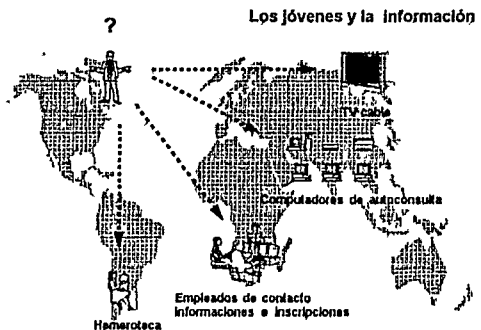 Los jóvenes y la información
?
TV cable
Computadores de autoconsulta
Empleados de contacto
informaciones e inscripciones
Hemeroteca